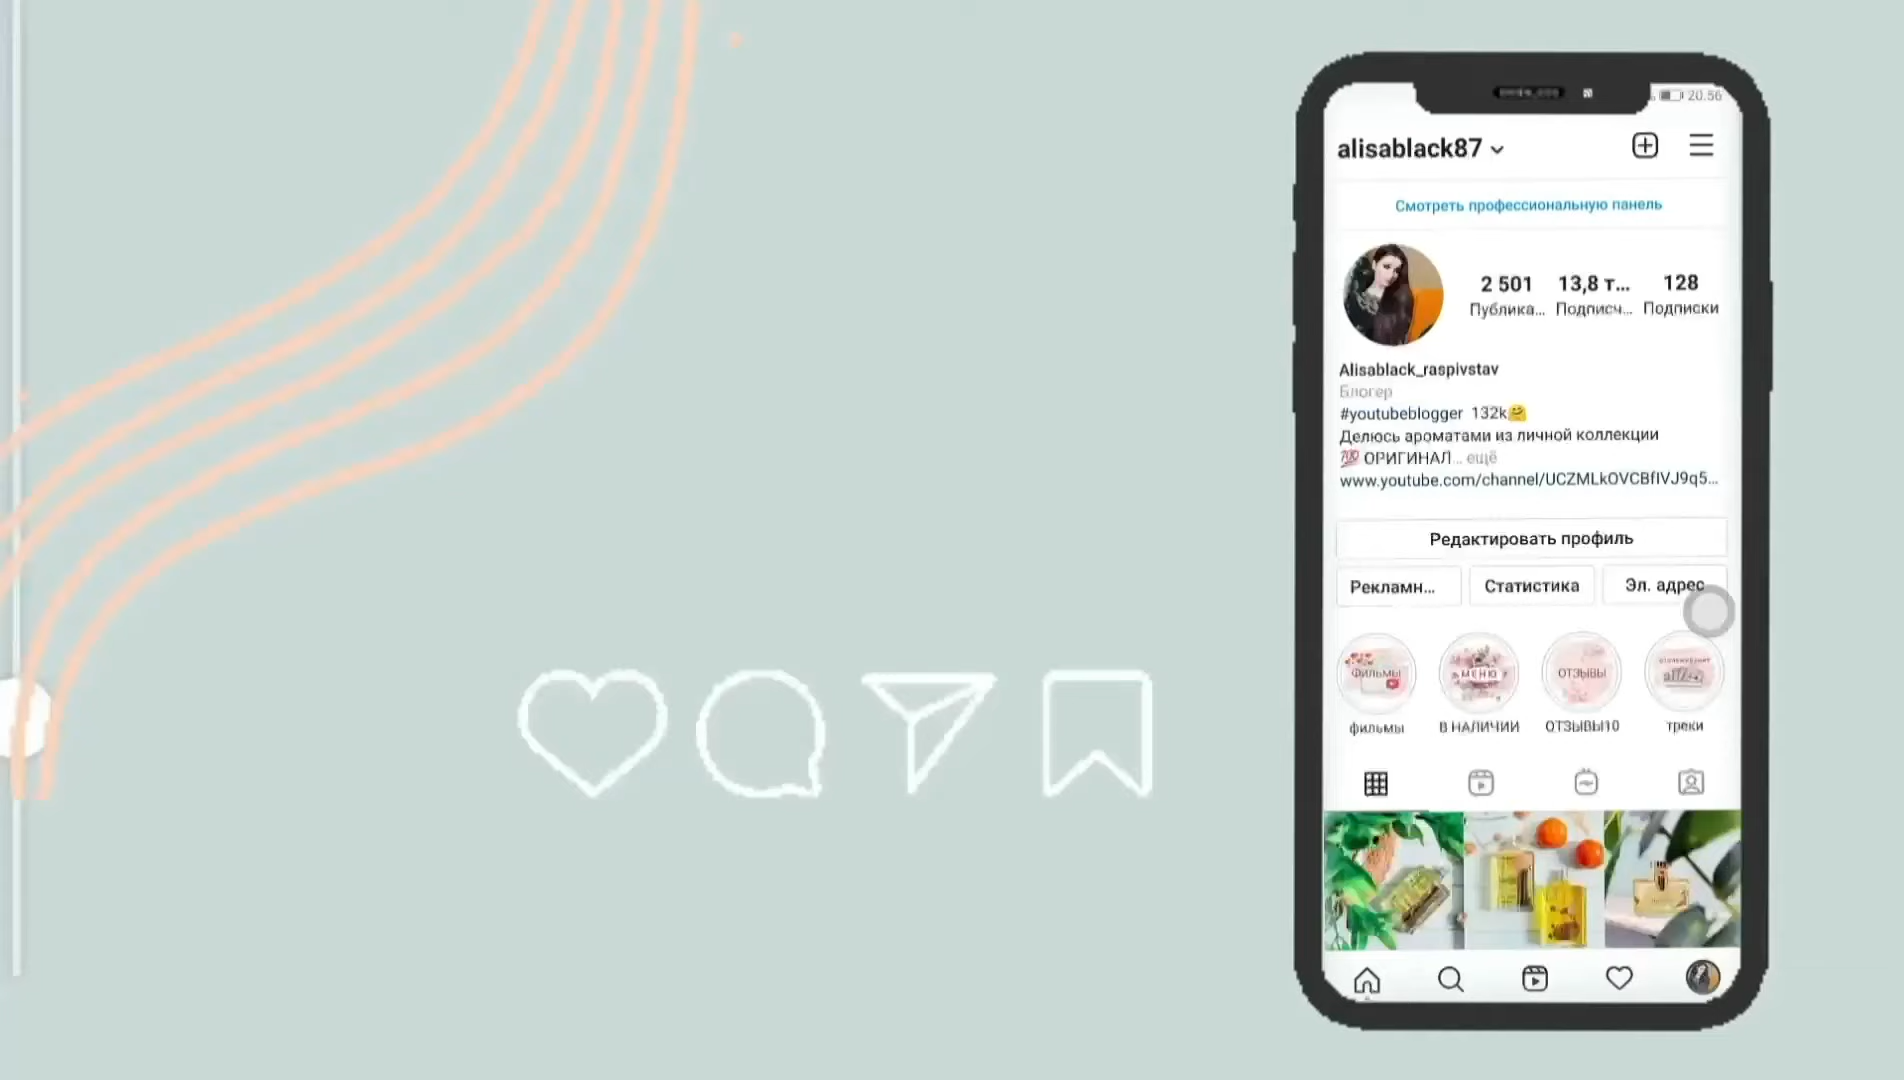 20.56
alisablack87
Смотреть профессиональную панель
2 501 13,8 т... 128
Публика... Подписч... Подписки
Alisablack_raspivstav
Блогер
#youtubeblogger 132k🤗
Делюсь ароматами из личной коллекции
💯 ОРИГИНАЛ... ещё
www.youtube.com/channel/UCZMLkOVCBfIVJ9q5...
Редактировать профиль
Рекламн... Статистика Эл. адрес
ФИЛЬМЫ МЕНЮ ОТЗЫВЫ
фильмы В НАЛИЧИИ ОТЗЫВЫ10 треки